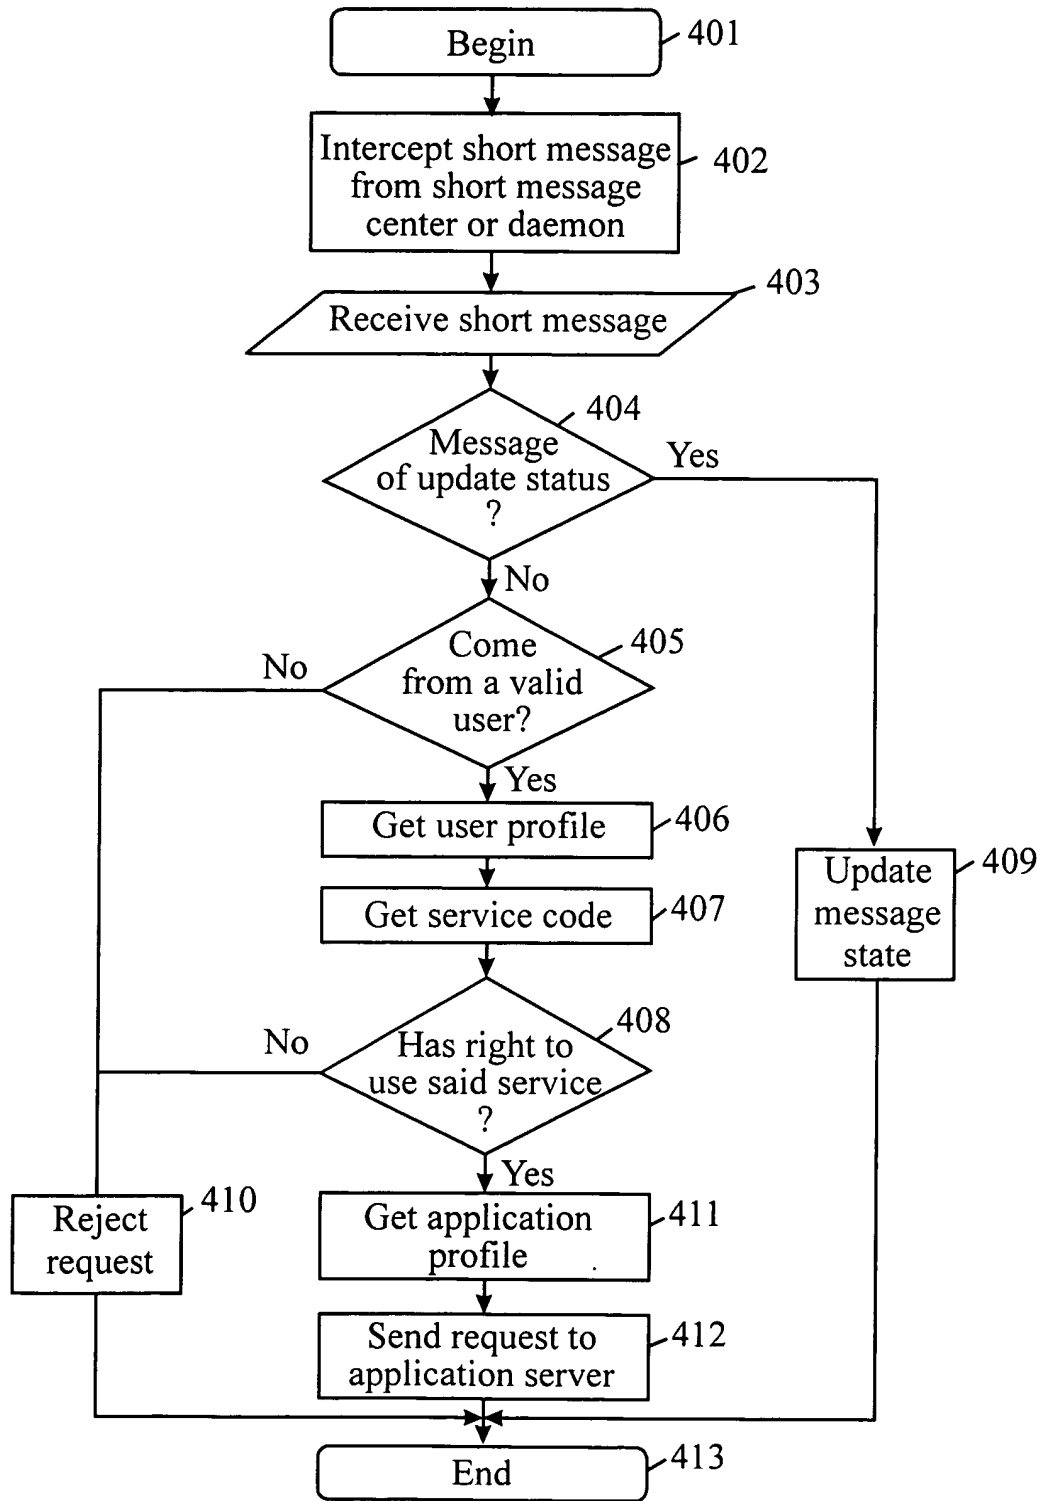 Begin
401
Intercept short message
from short message
center or daemon
402
403
Receive short message
404
Message
of update status
?
Yes
No
405
Come
from a valid
user?
No
Yes
Get user profile
406
Get service code
407
Update
message
state
409
408
Has right to
use said service
?
No
Yes
Reject
request
410
Get application
profile
411
Send request to
application server
412
End
413